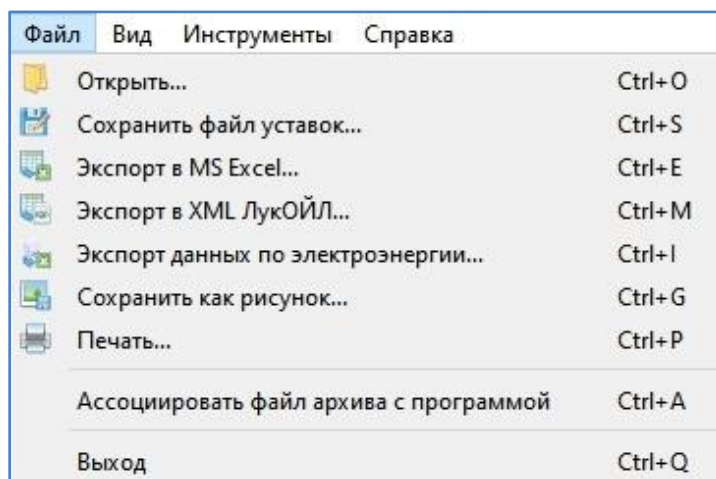 Файл Вид Инструменты Справка
Открыть... Ctrl+O
Сохранить файл уставок... Ctrl+S
Экспорт в MS Excel... Ctrl+E
Экспорт в XML ЛукОЙЛ... Ctrl+M
Экспорт данных по электроэнергии... Ctrl+I
Сохранить как рисунок... Ctrl+G
Печать... Ctrl+P
Ассоциировать файл архива с программой Ctrl+A
Выход Ctrl+Q